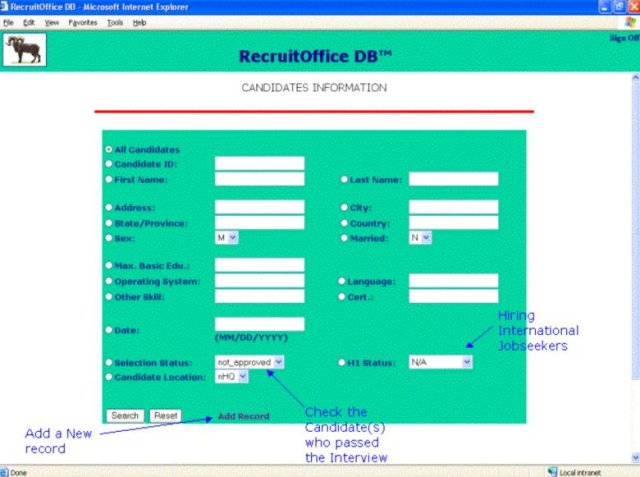 RecruitOffice DB - Microsoft Internet Explorer
File Edit View Favorites Tools Help
Sign Off
RecruitOffice DB™
CANDIDATES INFORMATION
All Candidates
Candidate ID:
First Name: Last Name:
Address: City:
State/Province: Country:
Sex: M Married: N
Max. Basic Edu.:
Operating System: Language:
Other Skill: Cert.:
Date:
(MM/DD/YYYY)
Hiring
International
Jobseekers
Selection Status: not_approved H1 Status: N/A
Candidate Location: nHQ
Search Reset Add Record
Add a New
record
Check the
Candidate(s)
who passed
the Interview
Done Local intranet